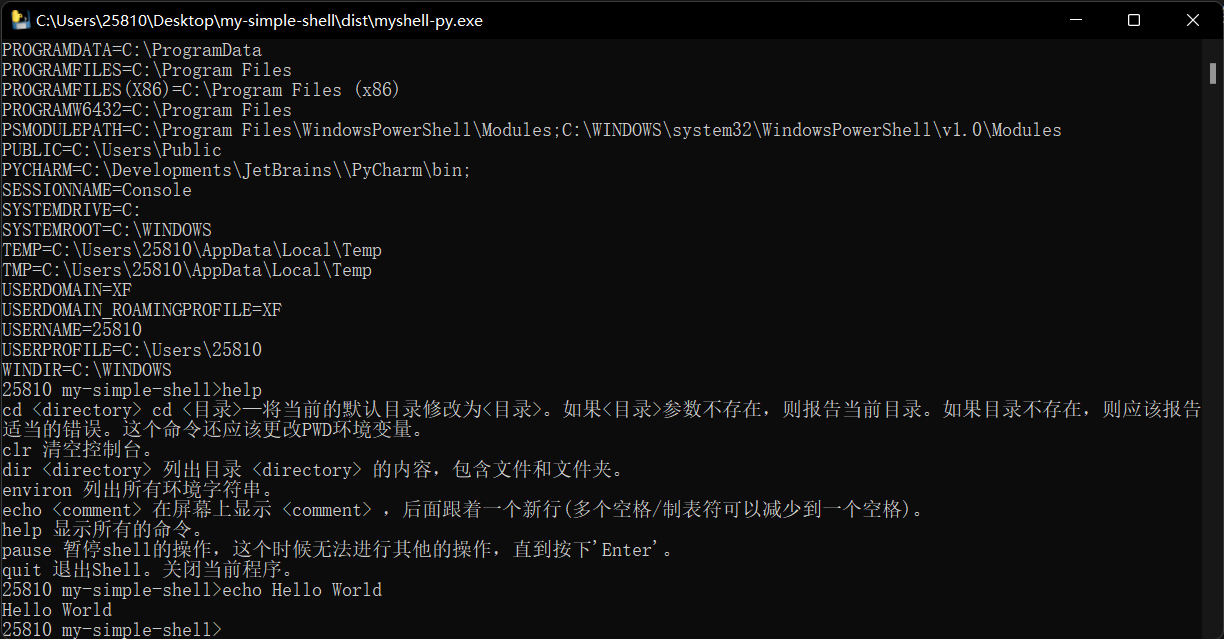 C:\Users\25810\Desktop\my-simple-shell\dist\myshell-py.exe
PROGRAMDATA=C:\ProgramData
PROGRAMFILES=C:\Program Files
PROGRAMFILES(X86)=C:\Program Files (x86)
PROGRAMW6432=C:\Program Files
PSMODULEPATH=C:\Program Files\WindowsPowerShell\Modules;C:\WINDOWS\system32\WindowsPowerShell\v1.0\Modules
PUBLIC=C:\Users\Public
PYCHARM=C:\Developments\JetBrains\\PyCharm\bin;
SESSIONNAME=Console
SYSTEMDRIVE=C:
SYSTEMROOT=C:\WINDOWS
TEMP=C:\Users\25810\AppData\Local\Temp
TMP=C:\Users\25810\AppData\Local\Temp
USERDOMAIN=XF
USERDOMAIN_ROAMINGPROFILE=XF
USERNAME=25810
USERPROFILE=C:\Users\25810
WINDIR=C:\WINDOWS
25810 my-simple-shell>help
cd <directory> cd <目录>—将当前的默认目录修改为<目录>。如果<目录>参数不存在，则报告当前目录。如果目录不存在，则应该报告
适当的错误。这个命令还应该更改PWD环境变量。
clr 清空控制台。
dir <directory> 列出目录 <directory> 的内容，包含文件和文件夹。
environ 列出所有环境字符串。
echo <comment> 在屏幕上显示 <comment> ，后面跟着一个新行(多个空格/制表符可以减少到一个空格)。
help 显示所有的命令。
pause 暂停shell的操作，这个时候无法进行其他的操作，直到按下'Enter'。
quit 退出Shell。关闭当前程序。
25810 my-simple-shell>echo Hello World
Hello World
25810 my-simple-shell>